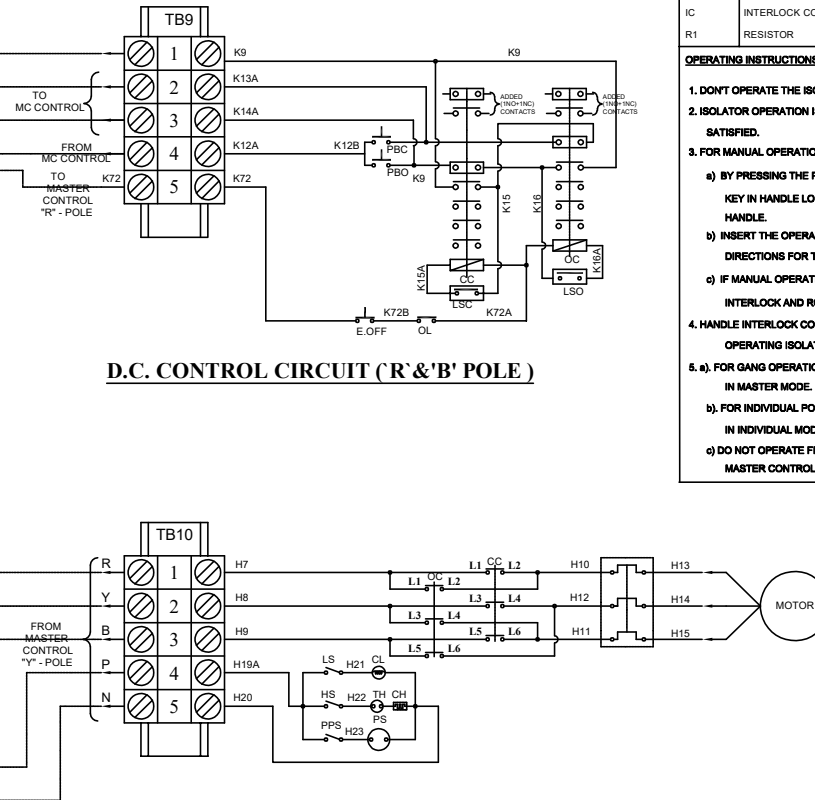 IC INTERLOCK CO
R1 RESISTOR
OPERATING INSTRUCTIONS
1. DON'T OPERATE THE ISO
2. ISOLATOR OPERATION I
SATISFIED.
3. FOR MANUAL OPERATIO
a) BY PRESSING THE
KEY IN HANDLE LO
HANDLE.
b) INSERT THE OPERA
DIRECTIONS FOR
c) IF MANUAL OPERAT
INTERLOCK AND
4. HANDLE INTERLOCK CO
OPERATING ISOLAT
5. a). FOR GANG OPERATIO
IN MASTER MODE.
b). FOR INDIVIDUAL PO
IN INDIVIDUAL MOD
c) DO NOT OPERATE
MASTER CONTROL
TB9
1
2
3
4
5
TO
MC CONTROL
FROM
MC CONTROL
TO
MASTER
CONTROL
"R" - POLE
K72
K9
K13A
K14A
K12A
K72
K9
K12B
PBC
PBO
K9
ADDED
(1NO+1NC)
CONTACTS
ADDED
(1NO+1NC)
CONTACTS
K15
K16
K15A
K16A
CC
LSC
OC
LSO
E.OFF
K72B
OL
K72A
D.C. CONTROL CIRCUIT (`R`&'B' POLE )
TB10
1
2
3
4
5
R
Y
B
P
N
FROM
MASTER
CONTROL
"Y" - POLE
H7
H8
H9
H19A
H20
L1 OC L2
L3 L4
L5 L6
L1 CC L2
L3 L4
L5 L6
H10
H12
H11
H13
H14
H15
MOTOR
LS H21 CL
HS H22 TH CH
PPS H23 PS